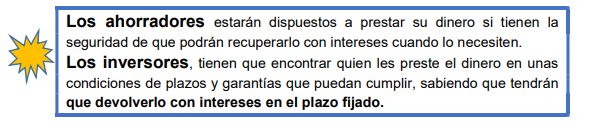 Los ahorradores estarán dispuestos a prestar su dinero si tienen la
seguridad de que podrán recuperarlo con intereses cuando lo necesiten.
Los inversores, tienen que encontrar quien les preste el dinero en unas
condiciones de plazos y garantías que puedan cumplir, sabiendo que tendrán
que devolverlo con intereses en el plazo fijado.